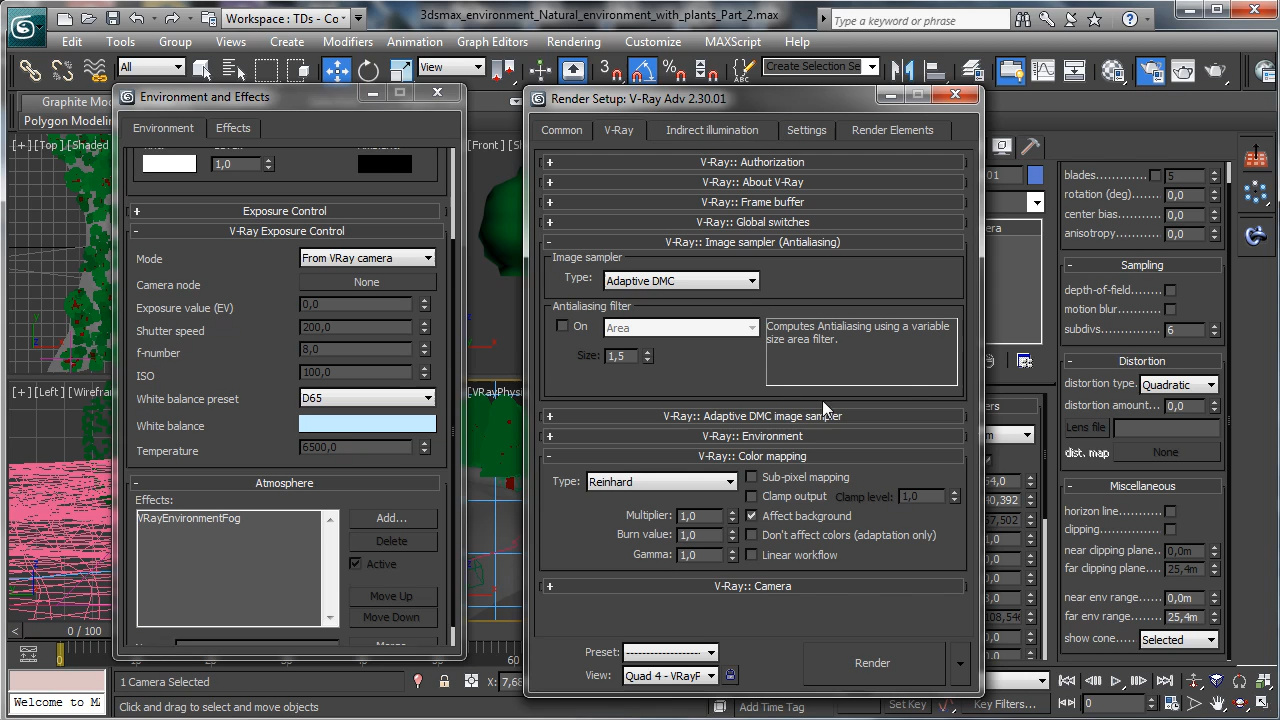 Workspace: TDs - Co
3dsmax_environment_Natural_environment_with_plants_Part_2.max
Type a keyword or phrase
Edit Tools Group Views Create Modifiers Animation Graph Editors Rendering Customize MAXScript Help
All
View
3
ABC
Create Selection Se
Graphite Mo
Polygon Modelin
[+] [Top] [Shaded
[Front] [S
[+] [Left] [Wirefram
[VRayPhysi
Environment and Effects
Environment Effects
1,0
Exposure Control
V-Ray Exposure Control
Mode From VRay camera
Camera node None
Exposure value (EV) 0,0
Shutter speed 200,0
f-number 8,0
ISO 100,0
White balance preset D65
White balance
Temperature 6500,0
Atmosphere
Effects:
VRayEnvironmentFog
Add...
Delete
Active
Move Up
Move Down
Render Setup: V-Ray Adv 2.30.01
Common V-Ray Indirect illumination Settings Render Elements
V-Ray:: Authorization
V-Ray:: About V-Ray
V-Ray:: Frame buffer
V-Ray:: Global switches
V-Ray:: Image sampler (Antialiasing)
Image sampler
Type: Adaptive DMC
Antialiasing filter
On Area
Computes Antialiasing using a variable
size area filter.
Size: 1,5
V-Ray:: Adaptive DMC image sampler
V-Ray:: Environment
V-Ray:: Color mapping
Type: Reinhard
Sub-pixel mapping
Clamp output Clamp level: 1,0
Multiplier: 1,0 Affect background
Burn value: 1,0 Don't affect colors (adaptation only)
Gamma: 1,0 Linear workflow
V-Ray:: Camera
Preset: --------------------
View: Quad 4 - VRayF
Render
01
blades 5
rotation (deg) 0,0
center bias 0,0
anisotropy 0,0
Sampling
depth-of-field
motion blur
subdivs 6
Distortion
distortion type. Quadratic
distortion amount... 0,0
Lens file
dist. map None
Miscellaneous
horizon line
clipping
near clipping plane.. 0,0m
far clipping plane 25,4m
near env range 0,0m
far env range 25,4m
show cone Selected
0 / 100
60
Welcome to M
1 Camera Selected
X: 7,6
Click and drag to select and move objects
Add Time Tag
Set Key Key Filters...
0